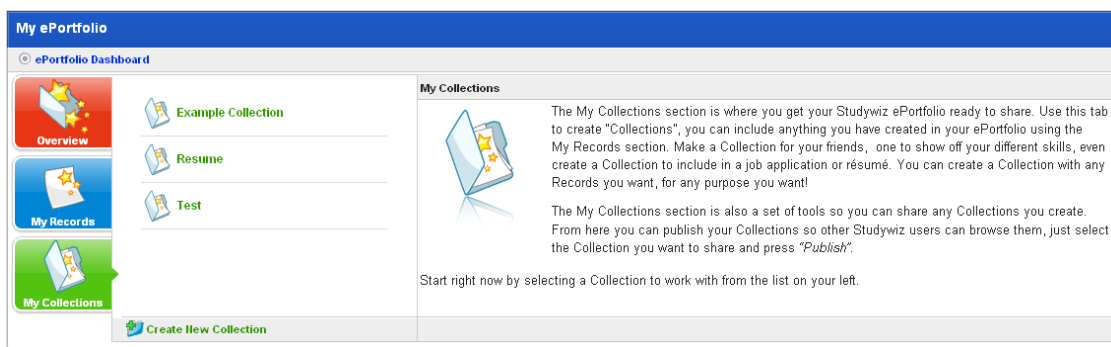 My ePortfolio
ePortfolio Dashboard
Overview
My Records
My Collections
Example Collection
Resume
Test
Create New Collection
My Collections
The My Collections section is where you get your Studywiz ePortfolio ready to share. Use this tab
to create "Collections", you can include anything you have created in your ePortfolio using the
My Records section. Make a Collection for your friends, one to show off your different skills, even
create a Collection to include in a job application or résumé. You can create a Collection with any
Records you want, for any purpose you want!
The My Collections section is also a set of tools so you can share any Collections you create.
From here you can publish your Collections so other Studywiz users can browse them, just select
the Collection you want to share and press "Publish".
Start right now by selecting a Collection to work with from the list on your left.